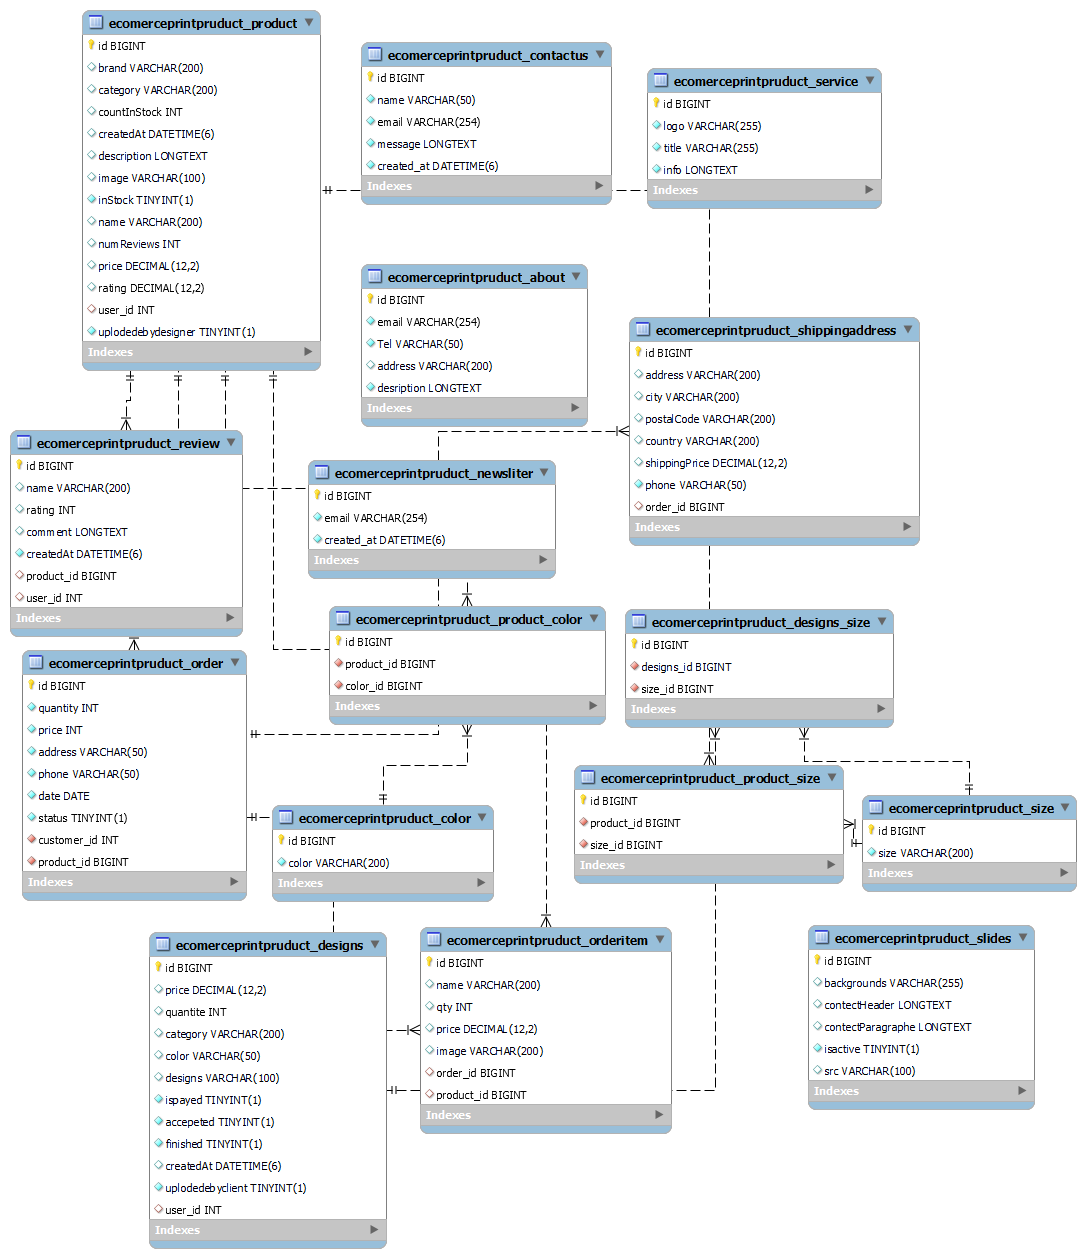 ecomerceprintpruduct_product
id BIGINT
brand VARCHAR(200)
category VARCHAR(200)
countInStock INT
createdAt DATETIME(6)
description LONGTEXT
image VARCHAR(100)
inStock TINYINT(1)
name VARCHAR(200)
numReviews INT
price DECIMAL(12,2)
rating DECIMAL(12,2)
user_id INT
uplodedebydesigner TINYINT(1)
Indexes
ecomerceprintpruduct_contactus
id BIGINT
name VARCHAR(50)
email VARCHAR(254)
message LONGTEXT
created_at DATETIME(6)
Indexes
ecomerceprintpruduct_service
id BIGINT
logo VARCHAR(255)
title VARCHAR(255)
info LONGTEXT
Indexes
ecomerceprintpruduct_about
id BIGINT
email VARCHAR(254)
Tel VARCHAR(50)
address VARCHAR(200)
desription LONGTEXT
Indexes
ecomerceprintpruduct_shippingaddress
id BIGINT
address VARCHAR(200)
city VARCHAR(200)
postalCode VARCHAR(200)
country VARCHAR(200)
shippingPrice DECIMAL(12,2)
phone VARCHAR(50)
order_id BIGINT
Indexes
ecomerceprintpruduct_review
id BIGINT
name VARCHAR(200)
rating INT
comment LONGTEXT
createdAt DATETIME(6)
product_id BIGINT
user_id INT
Indexes
ecomerceprintpruduct_newsliter
id BIGINT
email VARCHAR(254)
created_at DATETIME(6)
Indexes
ecomerceprintpruduct_product_color
id BIGINT
product_id BIGINT
color_id BIGINT
Indexes
ecomerceprintpruduct_designs_size
id BIGINT
designs_id BIGINT
size_id BIGINT
Indexes
ecomerceprintpruduct_order
id BIGINT
quantity INT
price INT
address VARCHAR(50)
phone VARCHAR(50)
date DATE
status TINYINT(1)
customer_id INT
product_id BIGINT
Indexes
ecomerceprintpruduct_color
id BIGINT
color VARCHAR(200)
Indexes
ecomerceprintpruduct_product_size
id BIGINT
product_id BIGINT
size_id BIGINT
Indexes
ecomerceprintpruduct_size
id BIGINT
size VARCHAR(200)
Indexes
ecomerceprintpruduct_designs
id BIGINT
price DECIMAL(12,2)
quantite INT
category VARCHAR(200)
color VARCHAR(50)
designs VARCHAR(100)
ispayed TINYINT(1)
accepeted TINYINT(1)
finished TINYINT(1)
createdAt DATETIME(6)
uplodedebyclient TINYINT(1)
user_id INT
Indexes
ecomerceprintpruduct_orderitem
id BIGINT
name VARCHAR(200)
qty INT
price DECIMAL(12,2)
image VARCHAR(200)
order_id BIGINT
product_id BIGINT
Indexes
ecomerceprintpruduct_slides
id BIGINT
backgrounds VARCHAR(255)
contectHeader LONGTEXT
contectParagraphe LONGTEXT
isactive TINYINT(1)
src VARCHAR(100)
Indexes